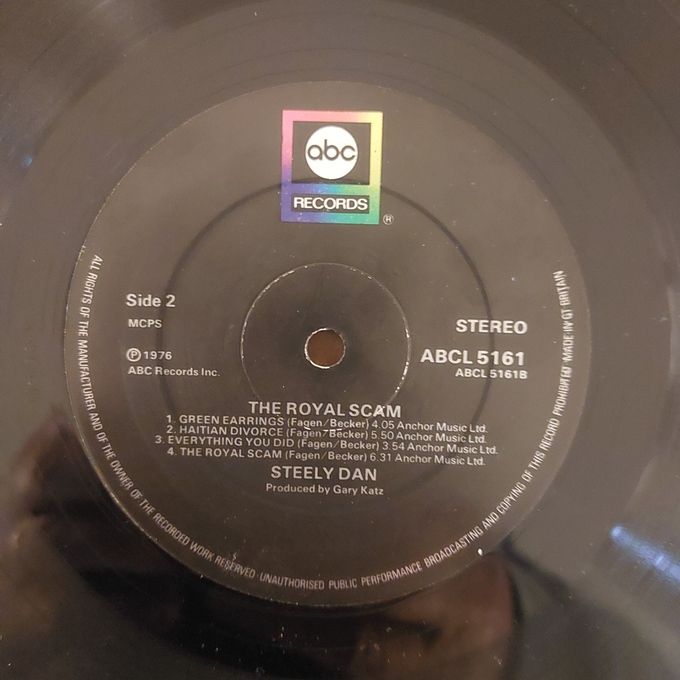 abc
RECORDS
®
Side 2
MCPS
STEREO
℗ 1976
ABC Records Inc.
ABCL 5161
ABCL 5161B
THE ROYAL SCAM
1. GREEN EARRINGS (Fagen/Becker) 4.05 Anchor Music Ltd.
2. HAITIAN DIVORCE (Fagen/Becker) 5.50 Anchor Music Ltd.
3. EVERYTHING YOU DID (Fagen/Becker) 3.54 Anchor Music Ltd.
4. THE ROYAL SCAM (Fagen/Becker) 6.31 Anchor Music Ltd.
STEELY DAN
Produced by Gary Katz
ALL RIGHTS OF THE MANUFACTURER AND OF THE OWNER OF THE RECORDED WORK RESERVED UNAUTHORISED PUBLIC PERFORMANCE BROADCASTING AND COPYING OF THIS RECORD PROHIBITED MADE IN GT BRITAIN